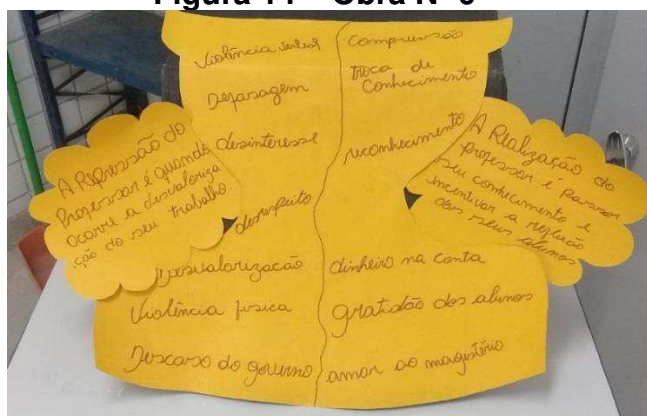 Figura 14 – Obra Nº 6
Violência verbal
Defasagem
desinteresse
desrespeito
desvalorização
Violência física
Descaso do governo
compreensão
troca de
conhecimento
reconhecimento
dinheiro na conta
gratidão dos alunos
amor ao magistério
A Repressão do
Professor é quando
ocorre a desvaloriza
ção do seu trabalho.
A Realização do
professor é passar
seu conhecimento e
incentivar a reflexão
dos seus alunos